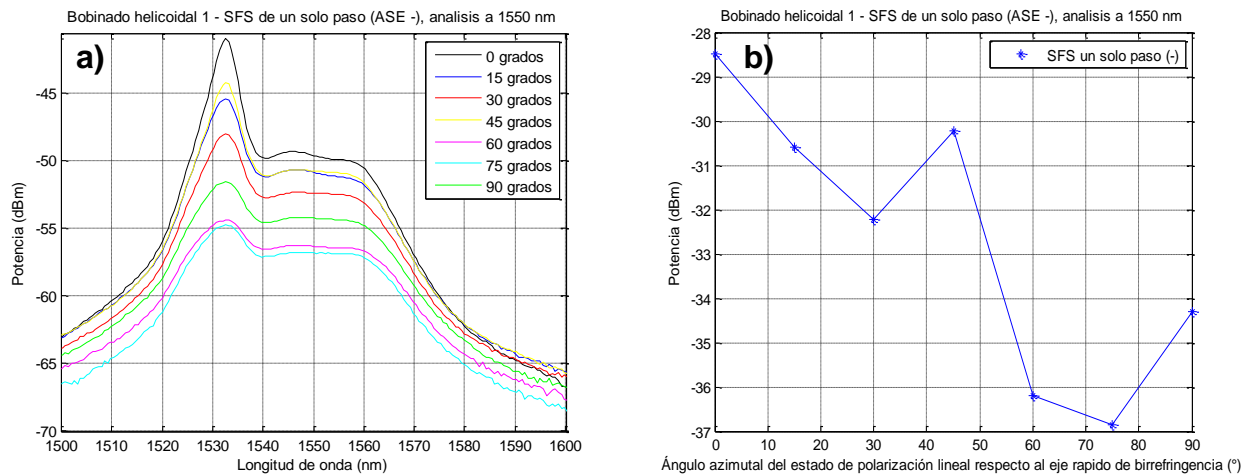 Bobinado helicoidal 1 - SFS de un solo paso (ASE -), analisis a 1550 nm
a)
0 grados
15 grados
30 grados
45 grados
60 grados
75 grados
90 grados
-45
-50
-55
-60
-65
-70
Potencia (dBm)
1500 1510 1520 1530 1540 1550 1560 1570 1580 1590 1600
Longitud de onda (nm)
Bobinado helicoidal 1 - SFS de un solo paso (ASE -), analisis a 1550 nm
b)
SFS un solo paso (-)
-28
-29
-30
-31
-32
-33
-34
-35
-36
-37
Potencia (dBm)
0 10 20 30 40 50 60 70 80 90
Ángulo azimutal del estado de polarización lineal respecto al eje rapido de birrefringencia (°)